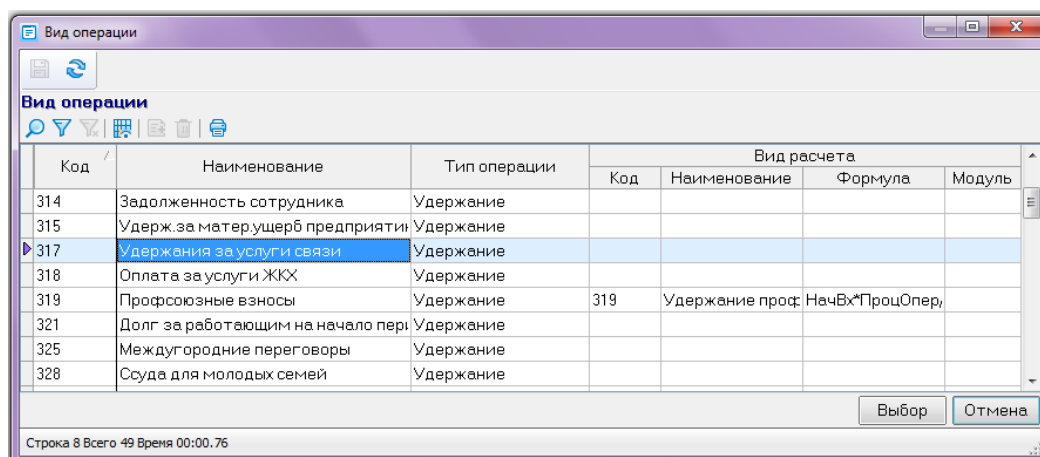 Вид операции
Вид операции
Код Наименование Тип операции Вид расчета
Код Наименование Формула Модуль
314 Задолженность сотрудника Удержание
315 Удерж.за матер.ущерб предприяти Удержание
317 Удержания за услуги связи Удержание
318 Оплата за услуги ЖКХ Удержание
319 Профсоюзные взносы Удержание 319 Удержание проф НачВх*ПроцОпер
321 Долг за работающим на начало пер Удержание
325 Междугородние переговоры Удержание
328 Ссуда для молодых семей Удержание
Выбор Отмена
Строка 8 Всего 49 Время 00:00.76